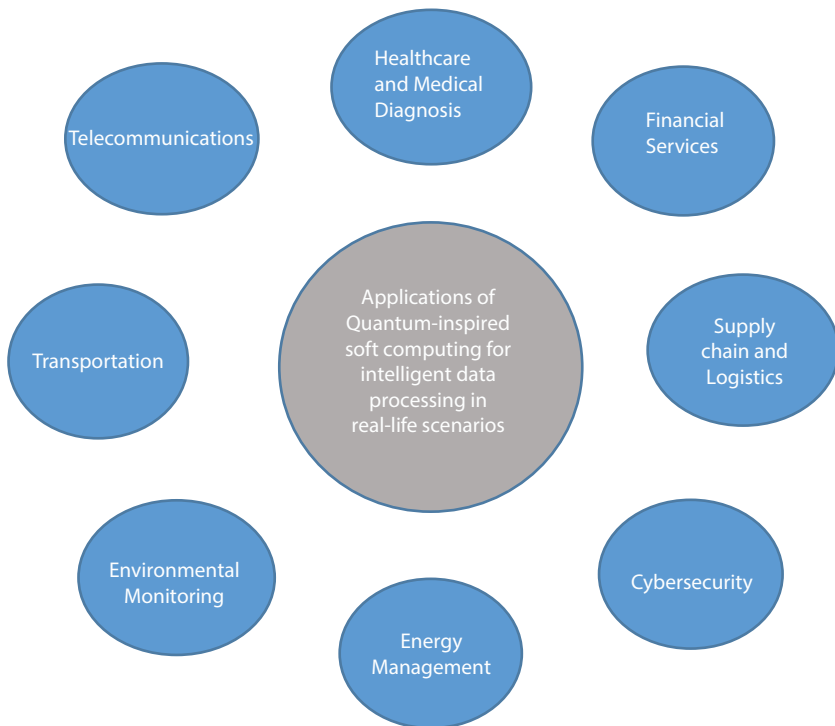 Healthcare
and Medical
Diagnosis
Telecommunications
Financial
Services
Applications of
Quantum-inspired
soft computing for
intelligent data
processing in
real-life scenarios
Supply
chain and
Logistics
Transportation
Environmental
Monitoring
Cybersecurity
Energy
Management